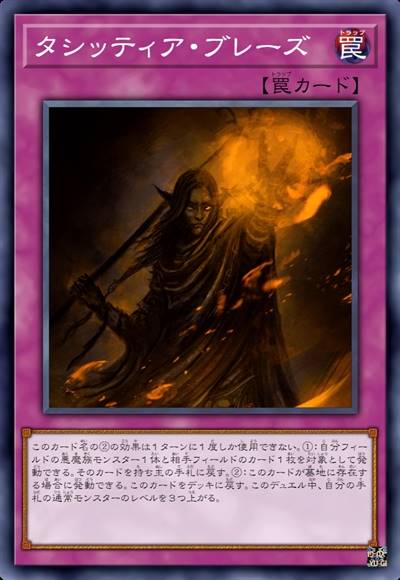 タシッティア・ブレーズ
罠
トラップ
【罠カード】
トラップ
このカード名の②の効果は１ターンに１度しか使用できない。①：自分フィー
ルドの悪魔族モンスター１体と相手フィールドのカード１枚を対象として発
動できる。そのカードを持ち主の手札に戻す。②：このカードが墓地に存在す
る場合に発動できる。このカードをデッキに戻す。このデュエル中、自分の手
札の通常モンスターのレベルを３つ上がる。